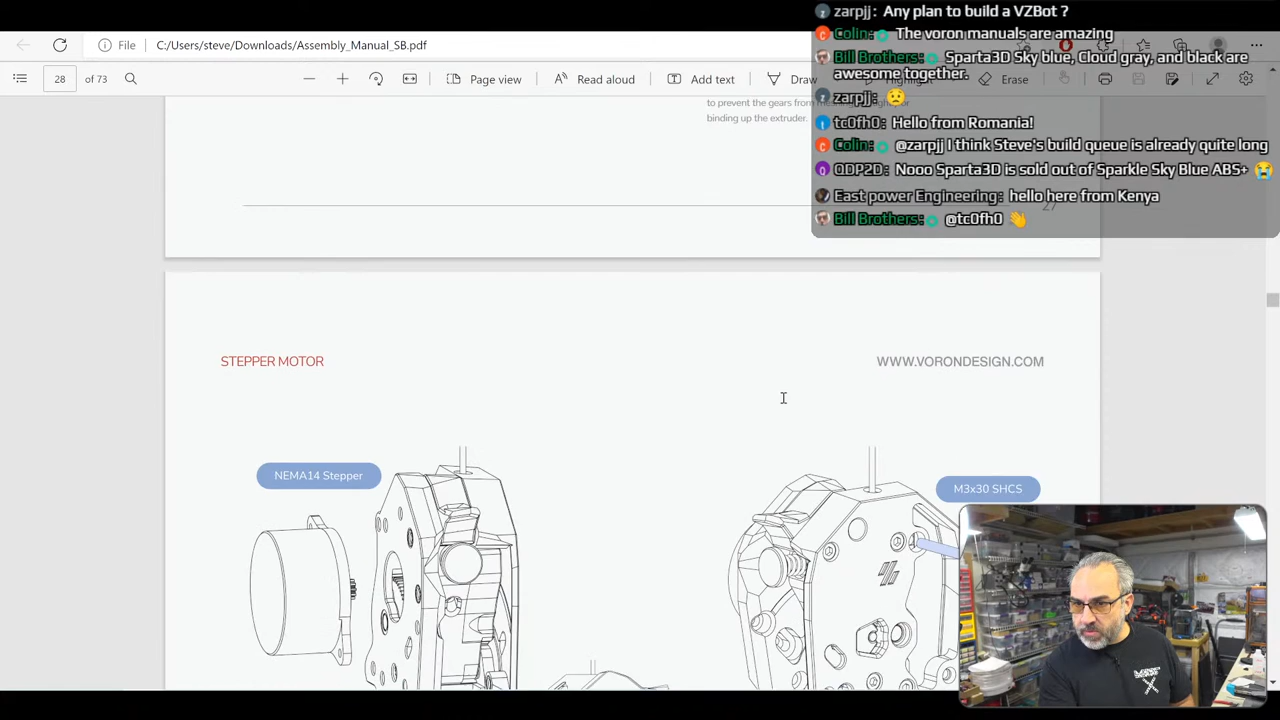 zarpjj: Any plan to build a VZBot ?
Colin: The voron manuals are amazing
Bill Brothers: Sparta3D Sky blue, Cloud gray, and black are
awesome together.
zarpjj: 😟
tc0fh0: Hello from Romania!
Colin: @zarpjj I think Steve's build queue is already quite long
ODP2D: Nooo Sparta3D is sold out of Sparkle Sky Blue ABS+ 😭
East power Engineering: hello here from Kenya
Bill Brothers: @tc0fh0 👋
File C:/Users/steve/Downloads/Assembly_Manual_SB.pdf
28 of 73 Page view Read aloud Add text Draw Highlight Erase
to prevent the gears from
binding up the extruder.
27
STEPPER MOTOR WWW.VORONDESIGN.COM
NEMA14 Stepper
M3x30 SHCS